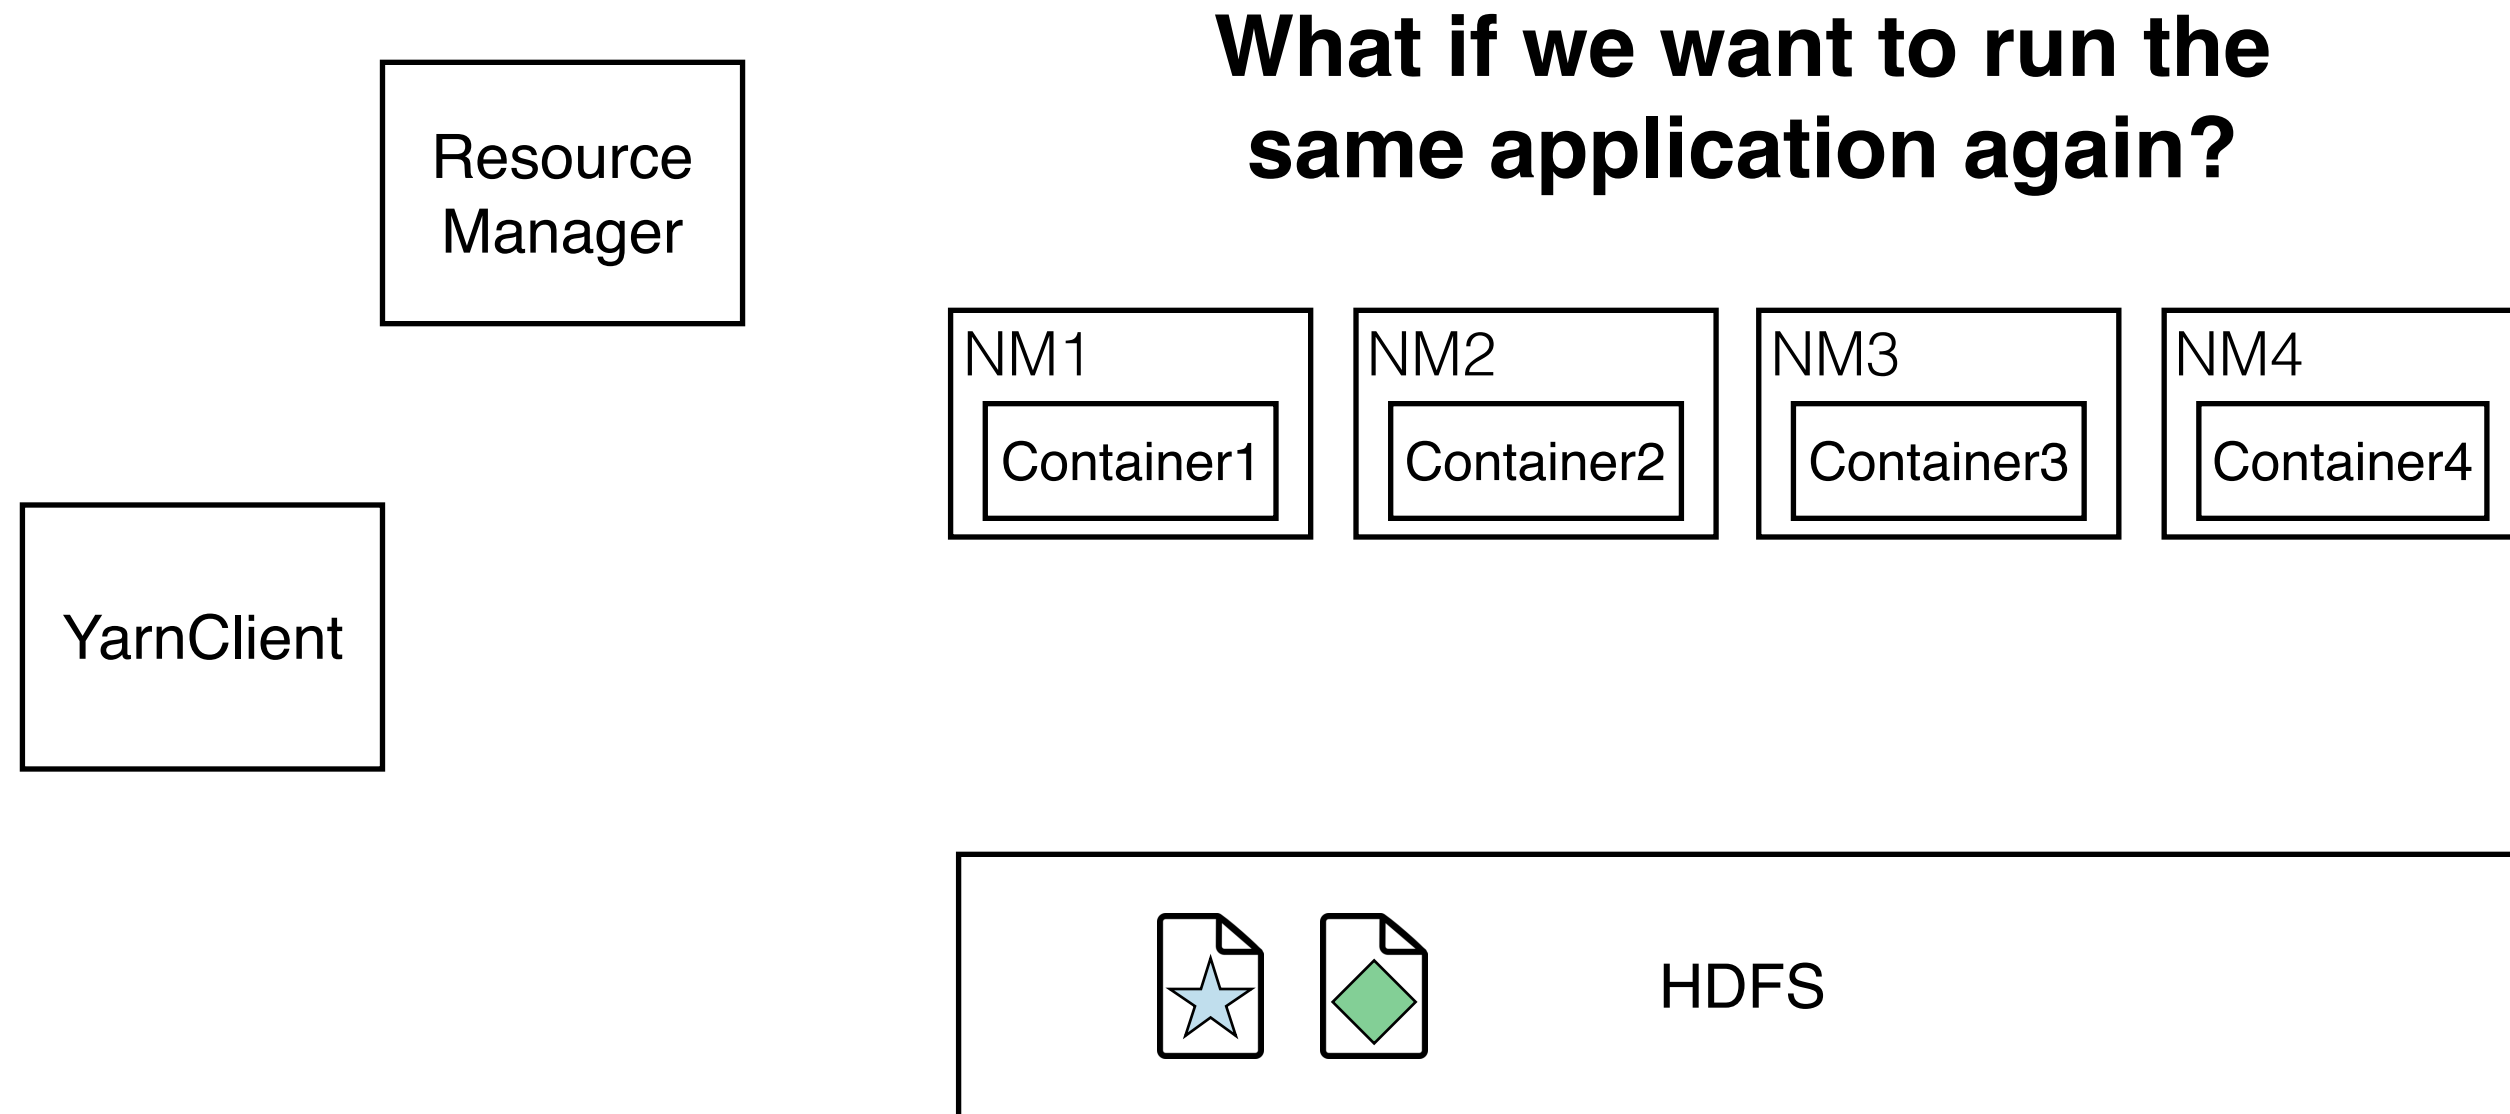 What if we want to run the
same application again?
Resource
Manager
NM1
Container1
NM2
Container2
NM3
Container3
NM4
Container4
YarnClient
HDFS